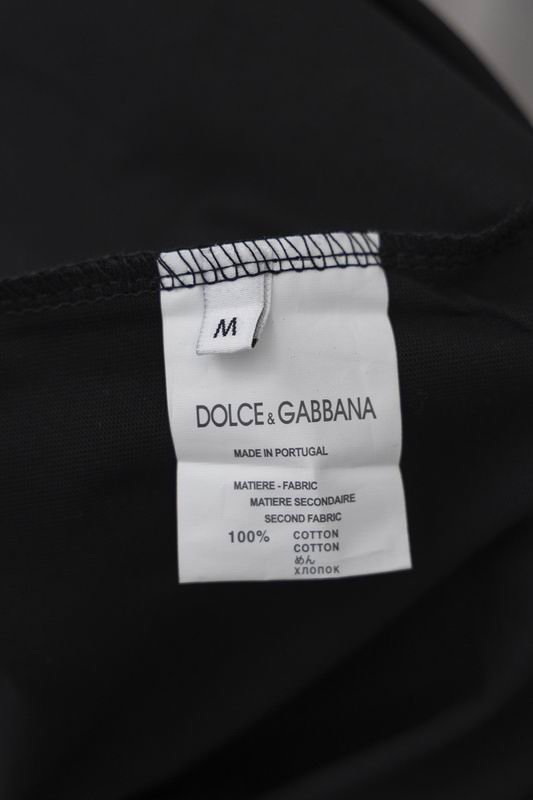 M
DOLCE & GABBANA
MADE IN PORTUGAL
MATIERE - FABRIC
MATIERE SECONDAIRE
SECOND FABRIC
100% COTTON
COTTON
めん
ХЛОПОК